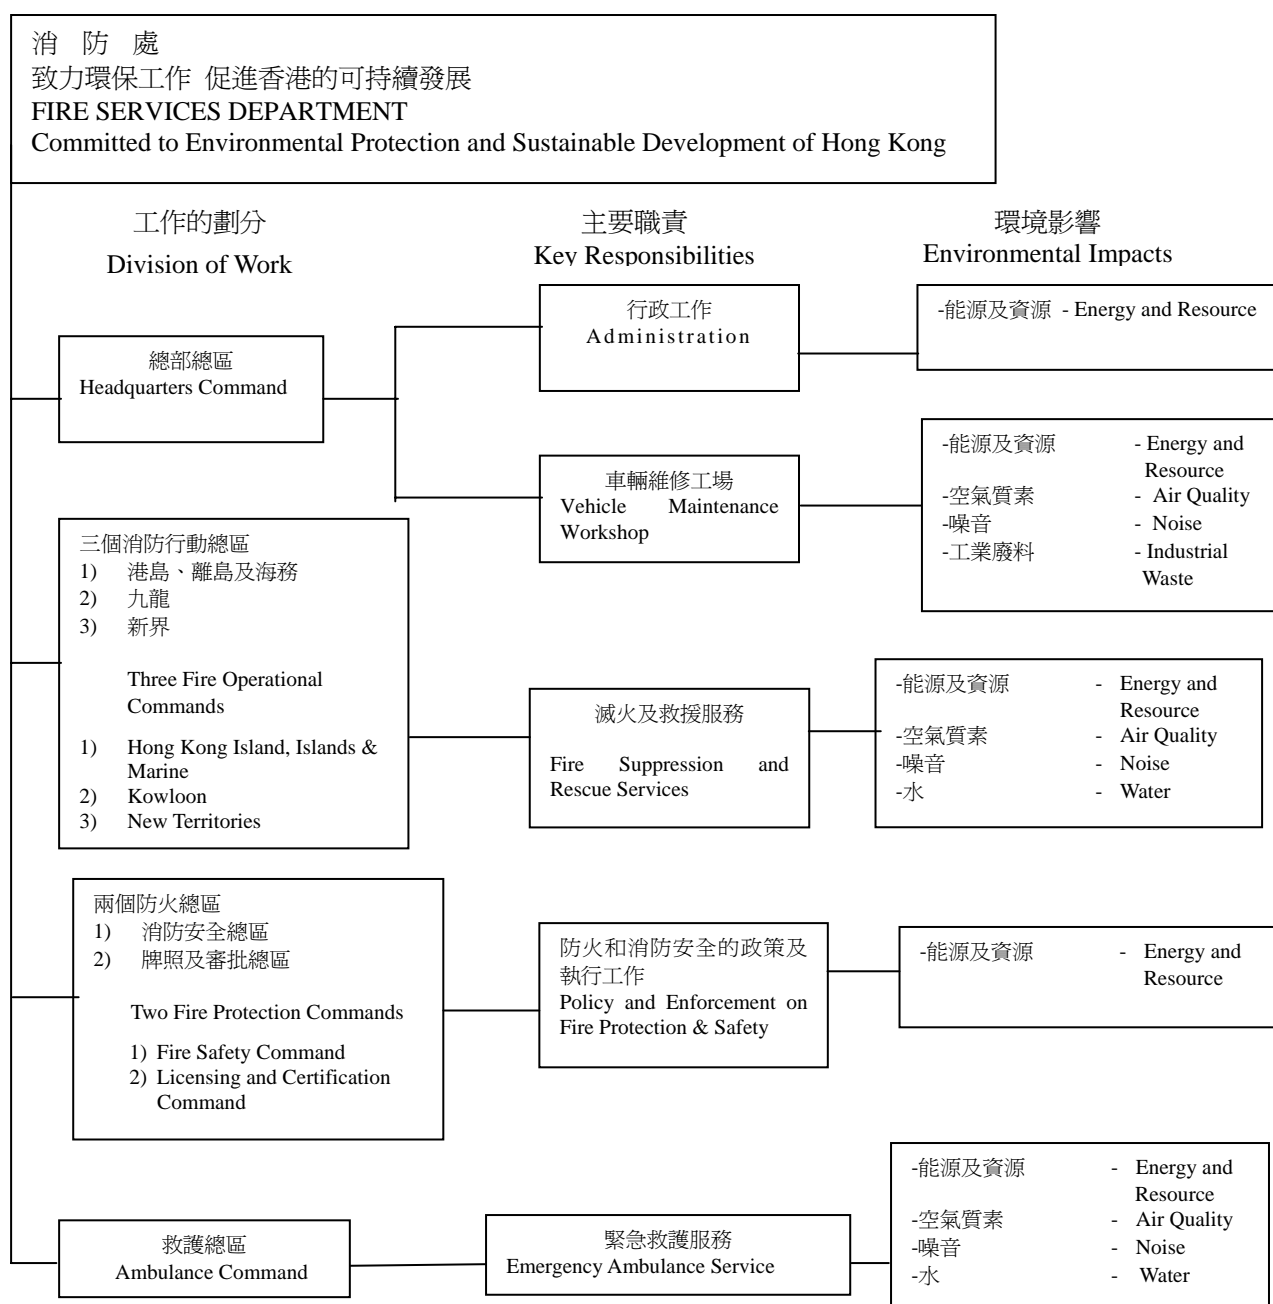 消 防 處
致力環保工作 促進香港的可持續發展
FIRE SERVICES DEPARTMENT
Committed to Environmental Protection and Sustainable Development of Hong Kong
工作的劃分
Division of Work
主要職責
Key Responsibilities
環境影響
Environmental Impacts
總部總區
Headquarters Command
行政工作
Administration
-能源及資源 - Energy and Resource
車輛維修工場
Vehicle Maintenance
Workshop
-能源及資源 - Energy and
Resource
-空氣質素 - Air Quality
-噪音 - Noise
-工業廢料 - Industrial
Waste
三個消防行動總區
1) 港島、離島及海務
2) 九龍
3) 新界
Three Fire Operational
Commands
1) Hong Kong Island, Islands &
Marine
2) Kowloon
3) New Territories
滅火及救援服務
Fire Suppression and
Rescue Services
-能源及資源 - Energy and
Resource
-空氣質素 - Air Quality
-噪音 - Noise
-水 - Water
兩個防火總區
1) 消防安全總區
2) 牌照及審批總區
Two Fire Protection Commands
1) Fire Safety Command
2) Licensing and Certification
Command
防火和消防安全的政策及
執行工作
Policy and Enforcement on
Fire Protection & Safety
-能源及資源 - Energy and
Resource
救護總區
Ambulance Command
緊急救護服務
Emergency Ambulance Service
-能源及資源 - Energy and
Resource
-空氣質素 - Air Quality
-噪音 - Noise
-水 - Water